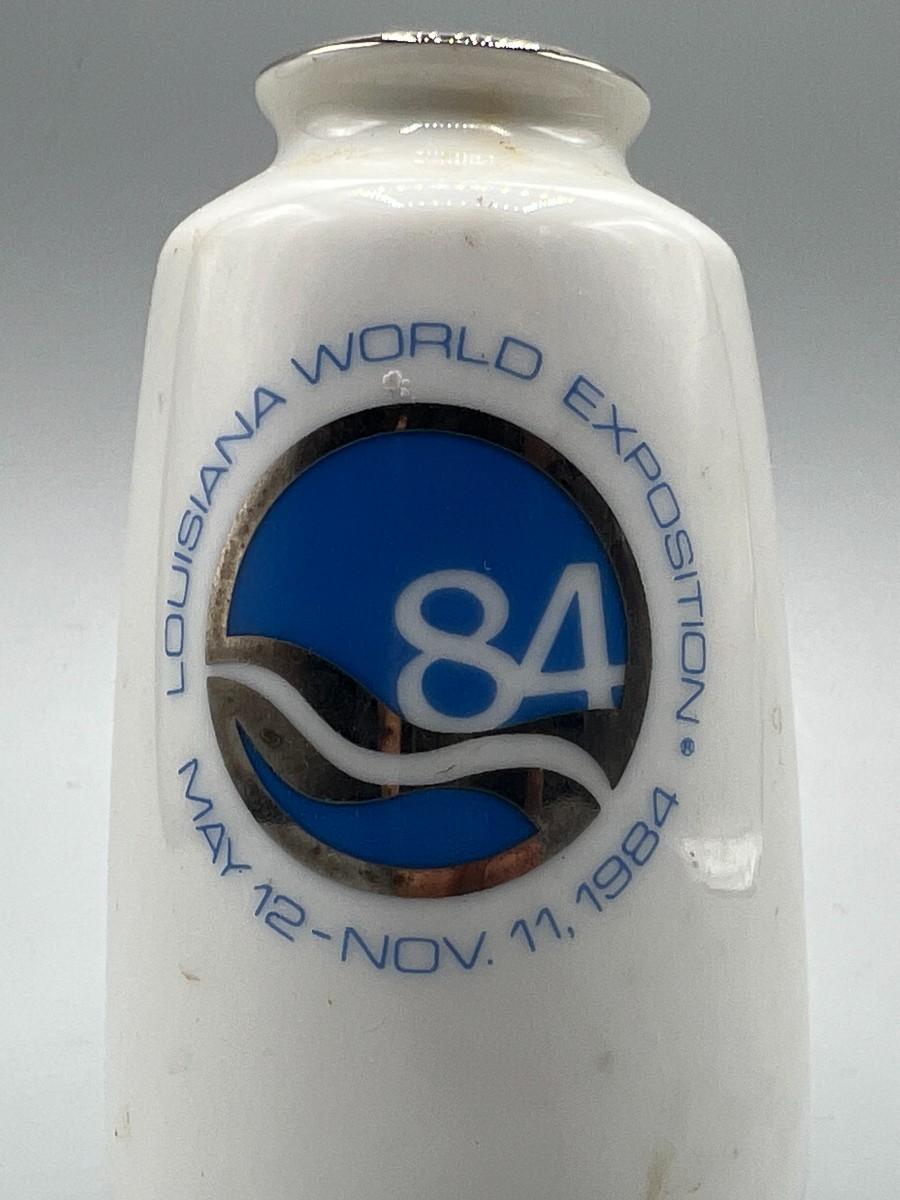 LOUISIANA WORLD EXPOSITION®
84
MAY 12-NOV. 11, 1984